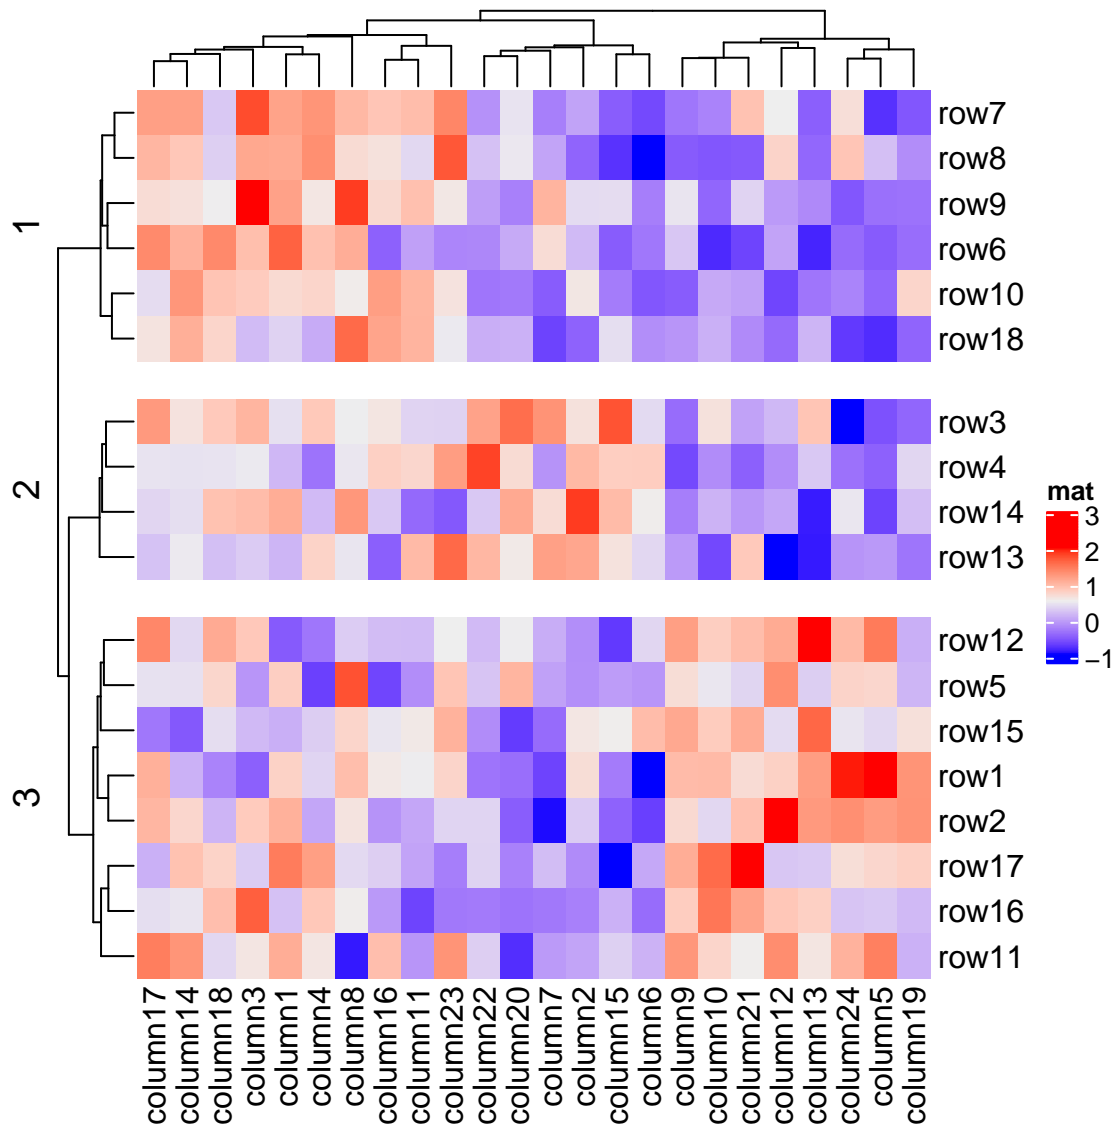 row7
row8
row9
row6
row10
row18
1
row3
row4
row14
row13
2
row12
row5
row15
row1
row2
row17
row16
row11
3
mat
3
2
1
0
−1
column17
column14
column18
column3
column1
column4
column8
column16
column11
column23
column22
column20
column7
column2
column15
column6
column9
column10
column21
column12
column13
column24
column5
column19